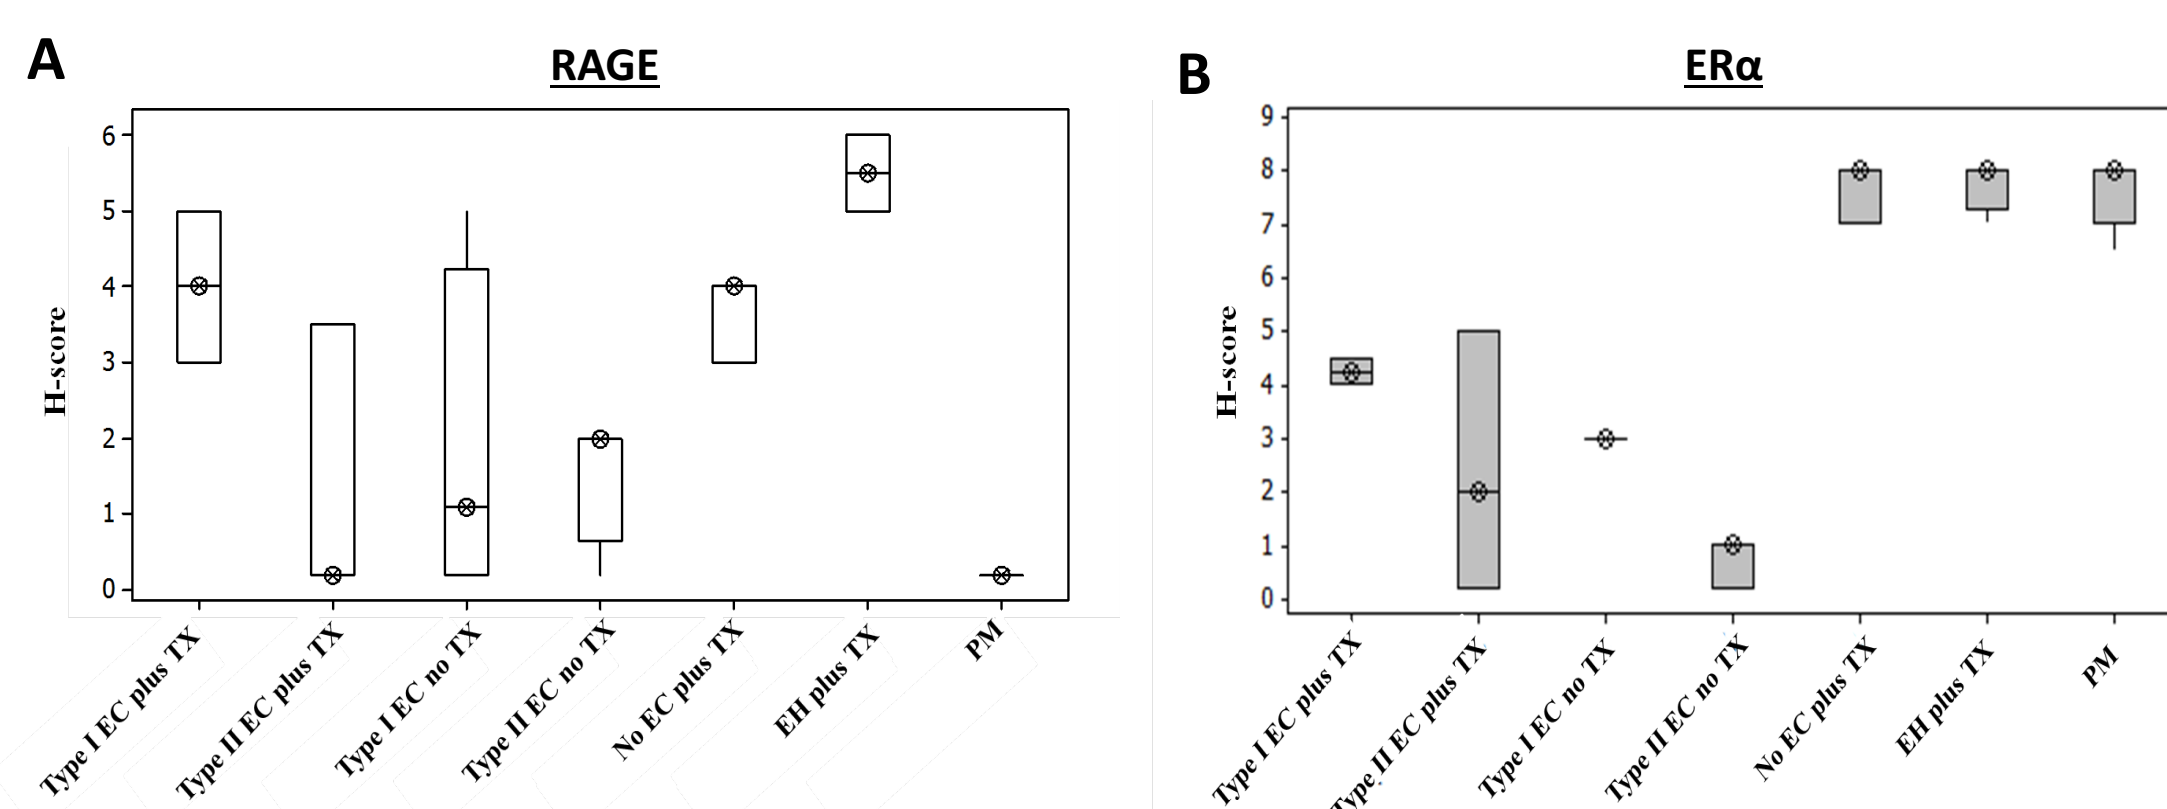 A
RAGE
H-score
6
5
4
3
2
1
0
Type I EC plus TX
Type II EC plus TX
Type I EC no TX
Type II EC no TX
No EC plus TX
EH plus TX
PM
B
ERα
H-score
9
8
7
6
5
4
3
2
1
0
Type I EC plus TX
Type II EC plus TX
Type I EC no TX
Type II EC no TX
No EC plus TX
EH plus TX
PM